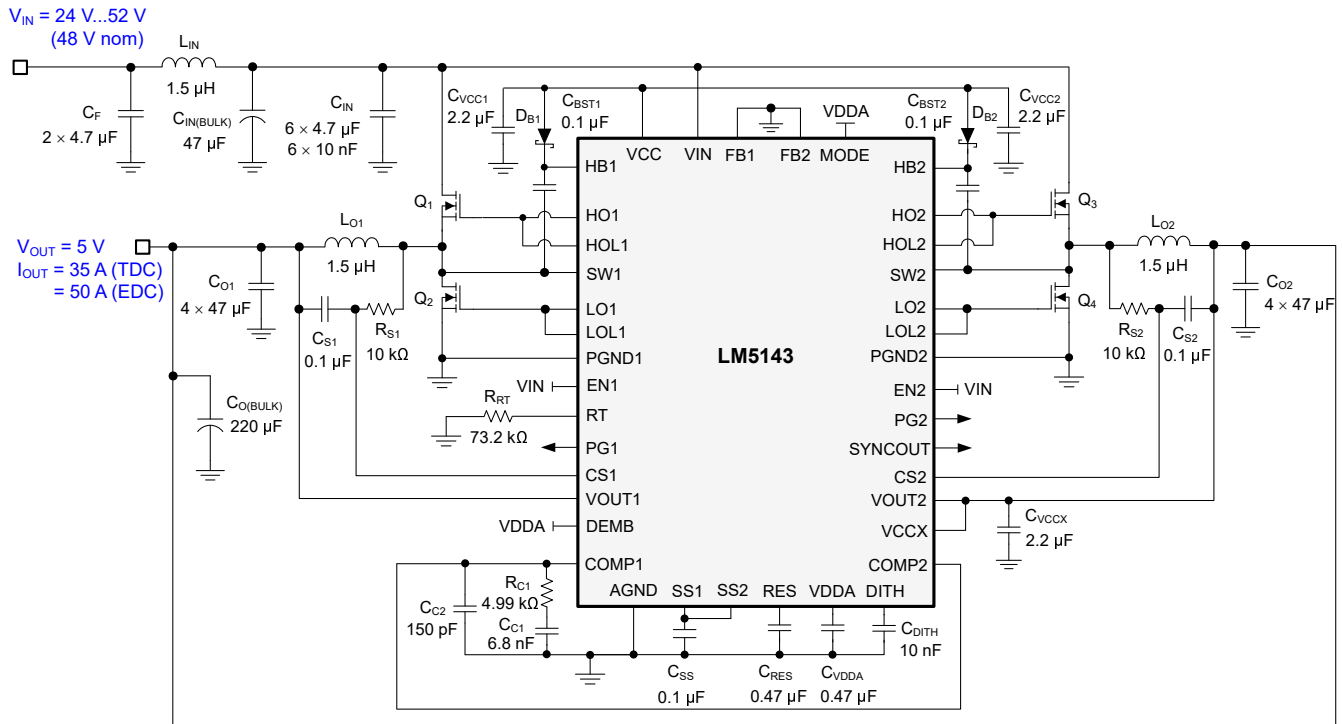 V_IN = 24 V...52 V
(48 V nom)
L_IN
1.5 µH
C_F
2 × 4.7 µF
C_IN(BULK)
47 µF
C_IN
6 × 4.7 µF
6 × 10 nF
C_VCC1
2.2 µF
D_B1
C_BST1
0.1 µF
VDDA
C_BST2
0.1 µF
D_B2
C_VCC2
2.2 µF
VCC
VIN
FB1
FB2
MODE
HB1
HB2
Q_1
HO1
HO2
Q_3
HOL1
HOL2
SW1
SW2
V_OUT = 5 V
I_OUT = 35 A (TDC)
= 50 A (EDC)
L_O1
1.5 µH
L_O2
1.5 µH
C_O1
4 × 47 µF
C_O2
4 × 47 µF
Q_2
LO1
LO2
Q_4
LOL1
LOL2
C_S1
0.1 µF
R_S1
10 kΩ
R_S2
10 kΩ
C_S2
0.1 µF
LM5143
PGND1
PGND2
VIN
EN1
EN2
VIN
R_RT
73.2 kΩ
RT
PG2
C_O(BULK)
220 µF
PG1
SYNCOUT
CS1
CS2
VOUT1
VOUT2
VDDA
DEMB
VCCX
C_VCCX
2.2 µF
COMP1
COMP2
R_C1
4.99 kΩ
C_C2
150 pF
C_C1
6.8 nF
AGND
SS1
SS2
RES
VDDA
DITH
C_DITH
10 nF
C_SS
0.1 µF
C_RES
0.47 µF
C_VDDA
0.47 µF